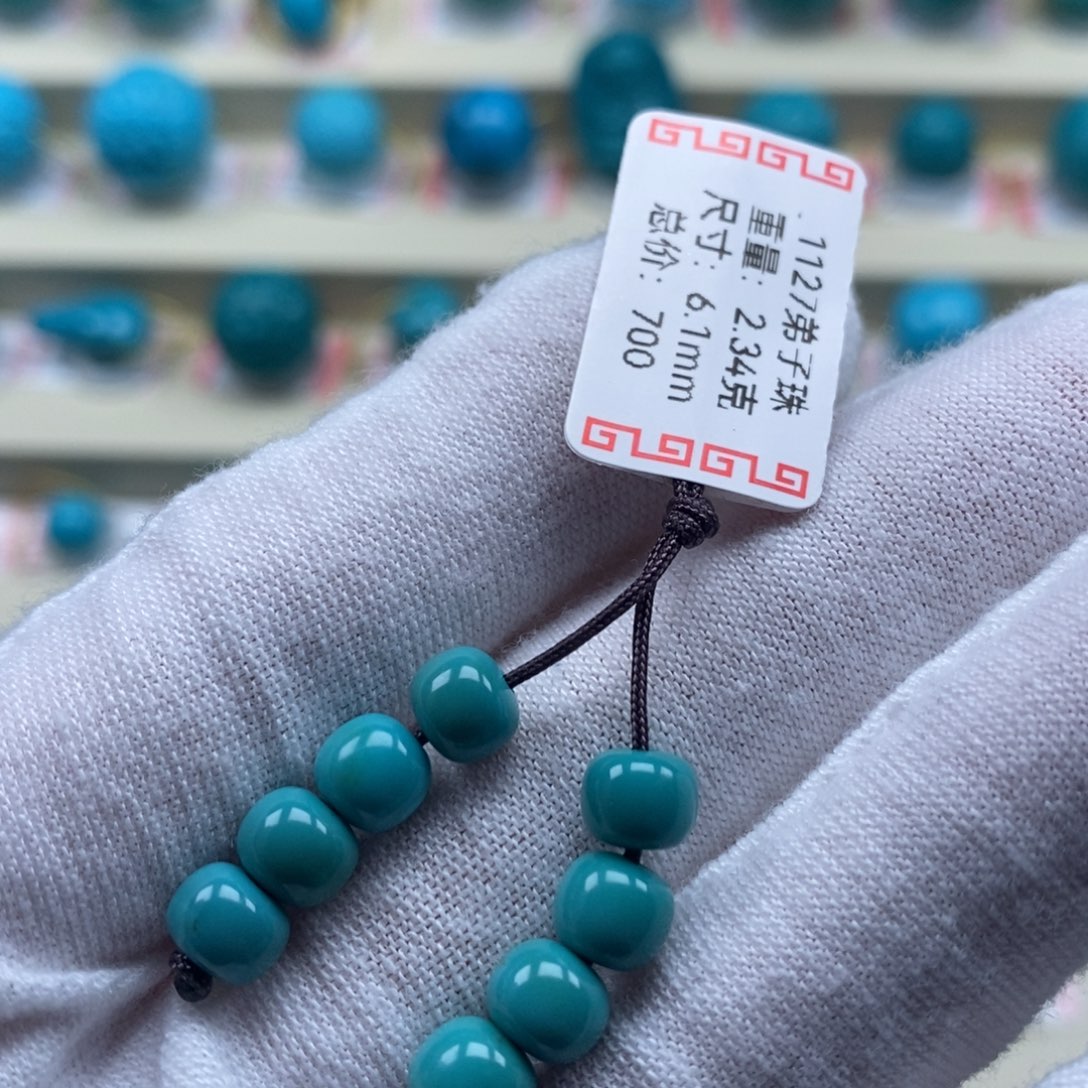 .1127弟子珠
重量: 2.34克
尺寸: 6.1mm
总价: 700